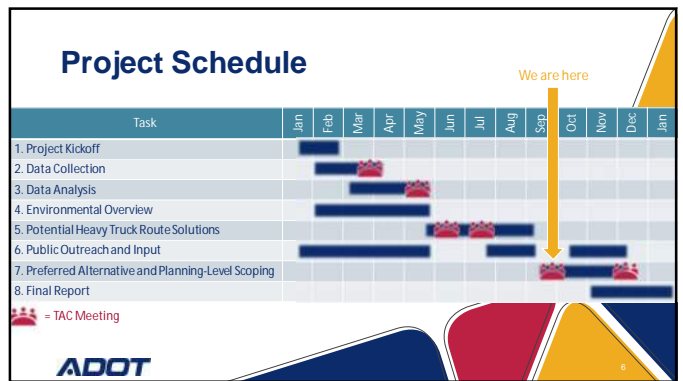 Project Schedule
We are here
Task Jan Feb Mar Apr May Jun Jul Aug Sep Oct Nov Dec Jan
1. Project Kickoff
2. Data Collection
3. Data Analysis
4. Environmental Overview
5. Potential Heavy Truck Route Solutions
6. Public Outreach and Input
7. Preferred Alternative and Planning-Level Scoping
8. Final Report
= TAC Meeting
ADOT
6